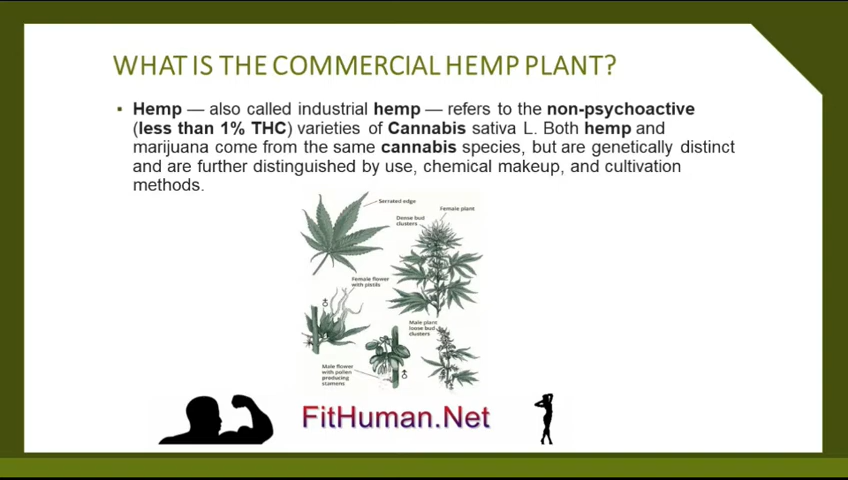 WHAT IS THE COMMERCIAL HEMP PLANT?
▪ Hemp — also called industrial hemp — refers to the non-psychoactive
(less than 1% THC) varieties of Cannabis sativa L. Both hemp and
marijuana come from the same cannabis species, but are genetically distinct
and are further distinguished by use, chemical makeup, and cultivation
methods.
Serrated edge
Female plant
Dense bud
clusters
Female flower
with pistils
Male plant
loose bud
clusters
Male flower
with pollen
producing
stamens
FitHuman.Net